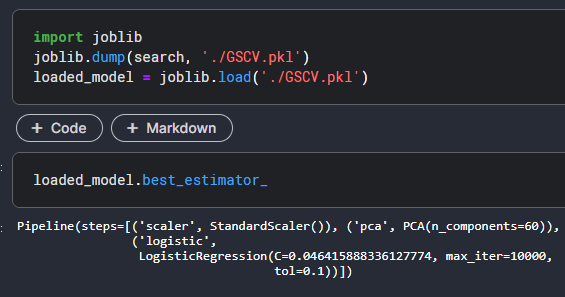 import joblib
joblib.dump(search, './GSCV.pkl')
loaded_model = joblib.load('./GSCV.pkl')
+ Code + Markdown
:
loaded_model.best_estimator_
:
Pipeline(steps=[('scaler', StandardScaler()), ('pca', PCA(n_components=60)),
('logistic',
LogisticRegression(C=0.046415888336127774, max_iter=10000,
tol=0.1))])